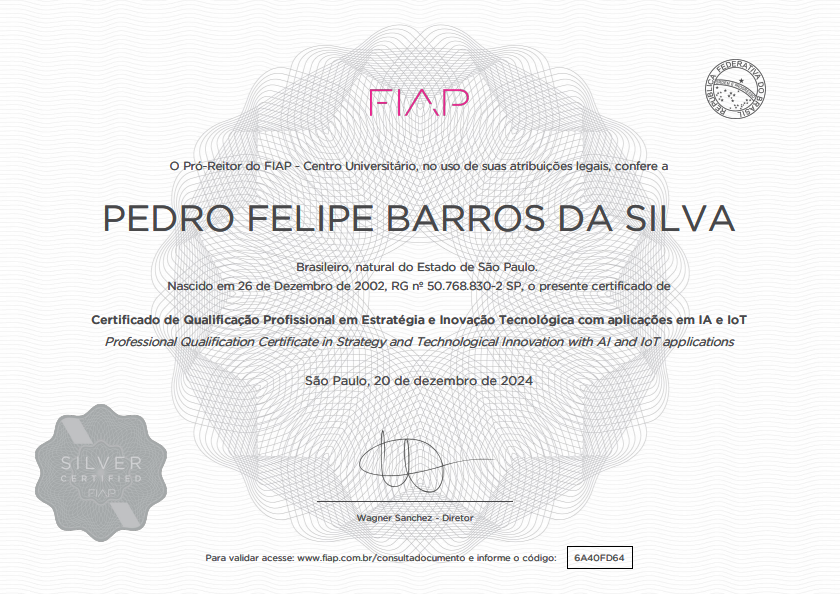 FIAP
REPÚBLICA FEDERATIVA DO BRASIL
O Pró-Reitor do FIAP - Centro Universitário, no uso de suas atribuições legais, confere a
PEDRO FELIPE BARROS DA SILVA
Brasileiro, natural do Estado de São Paulo.
Nascido em 26 de Dezembro de 2002, RG nº 50.768.830-2 SP, o presente certificado de
Certificado de Qualificação Profissional em Estratégia e Inovação Tecnológica com aplicações em IA e IoT
Professional Qualification Certificate in Strategy and Technological Innovation with AI and IoT applications
São Paulo, 20 de dezembro de 2024
SILVER
CERTIFIED
FIAP
Wagner Sanchez - Diretor
Para validar acesse: www.fiap.com.br/consultadocumento e informe o código:
6A40FD64